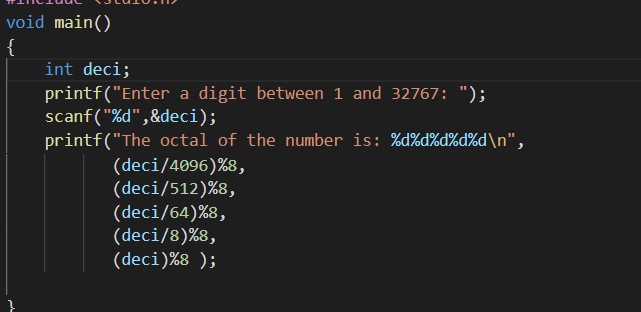 #include <stdio.h>
void main()
{
    int deci;
    printf("Enter a digit between 1 and 32767: ");
    scanf("%d",&deci);
    printf("The octal of the number is: %d%d%d%d%d\n",
            (deci/4096)%8,
            (deci/512)%8,
            (deci/64)%8,
            (deci/8)%8,
            (deci)%8 );
}